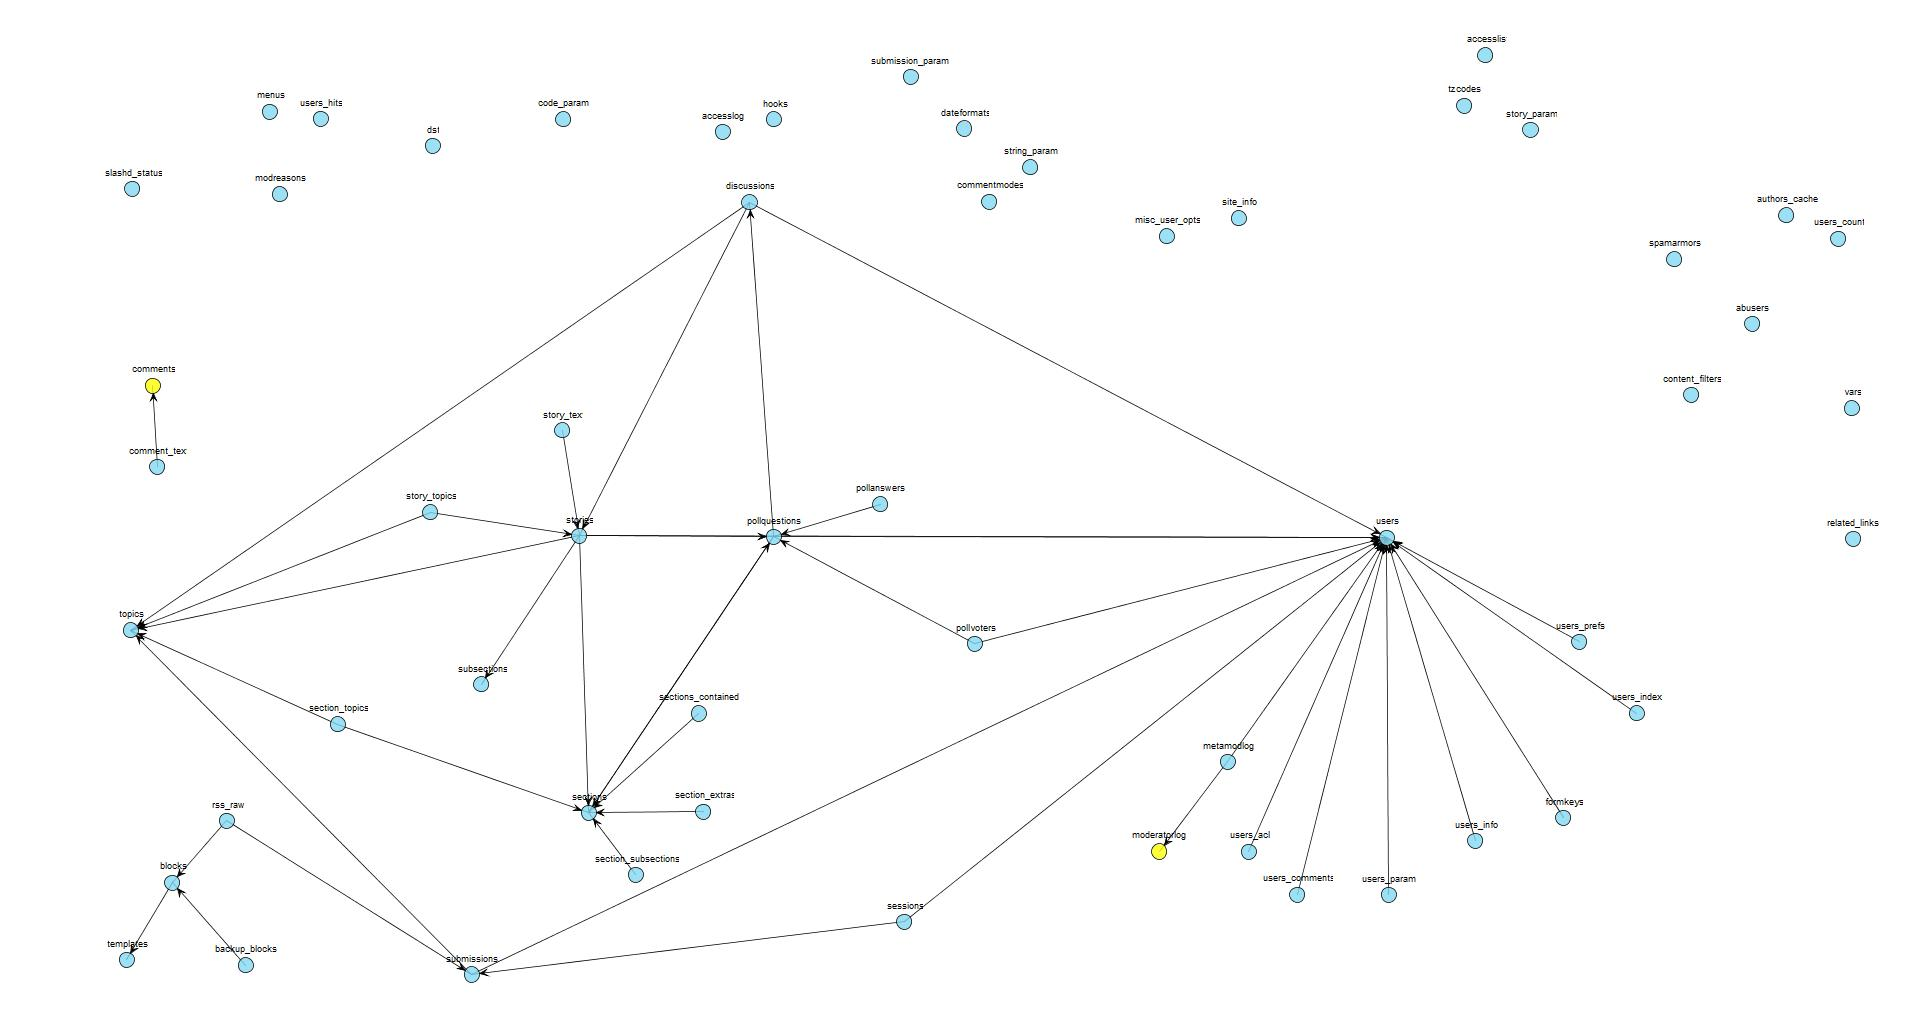 accesslis
submission_param
tzcodes
menus
users_hits
code_param
hooks
accesslog
dateformats
story_param
dst
string_param
slashd_status
modreasons
discussions
commentmodes
authors_cache
site_info
misc_user_opts
users_count
spamarmors
abusers
comments
content_filters
vars
story_tex
comment_tex
story_topics
pollanswers
stories
pollquestions
users
related_links
topics
pollvoters
users_prefs
subsections
sections_contained
users_index
section_topics
metamodlog
sections
section_extras
rss_raw
formkeys
users_info
moderatorlog
users_acl
section_subsections
blocks
users_comments
users_param
sessions
templates
backup_blocks
submissions